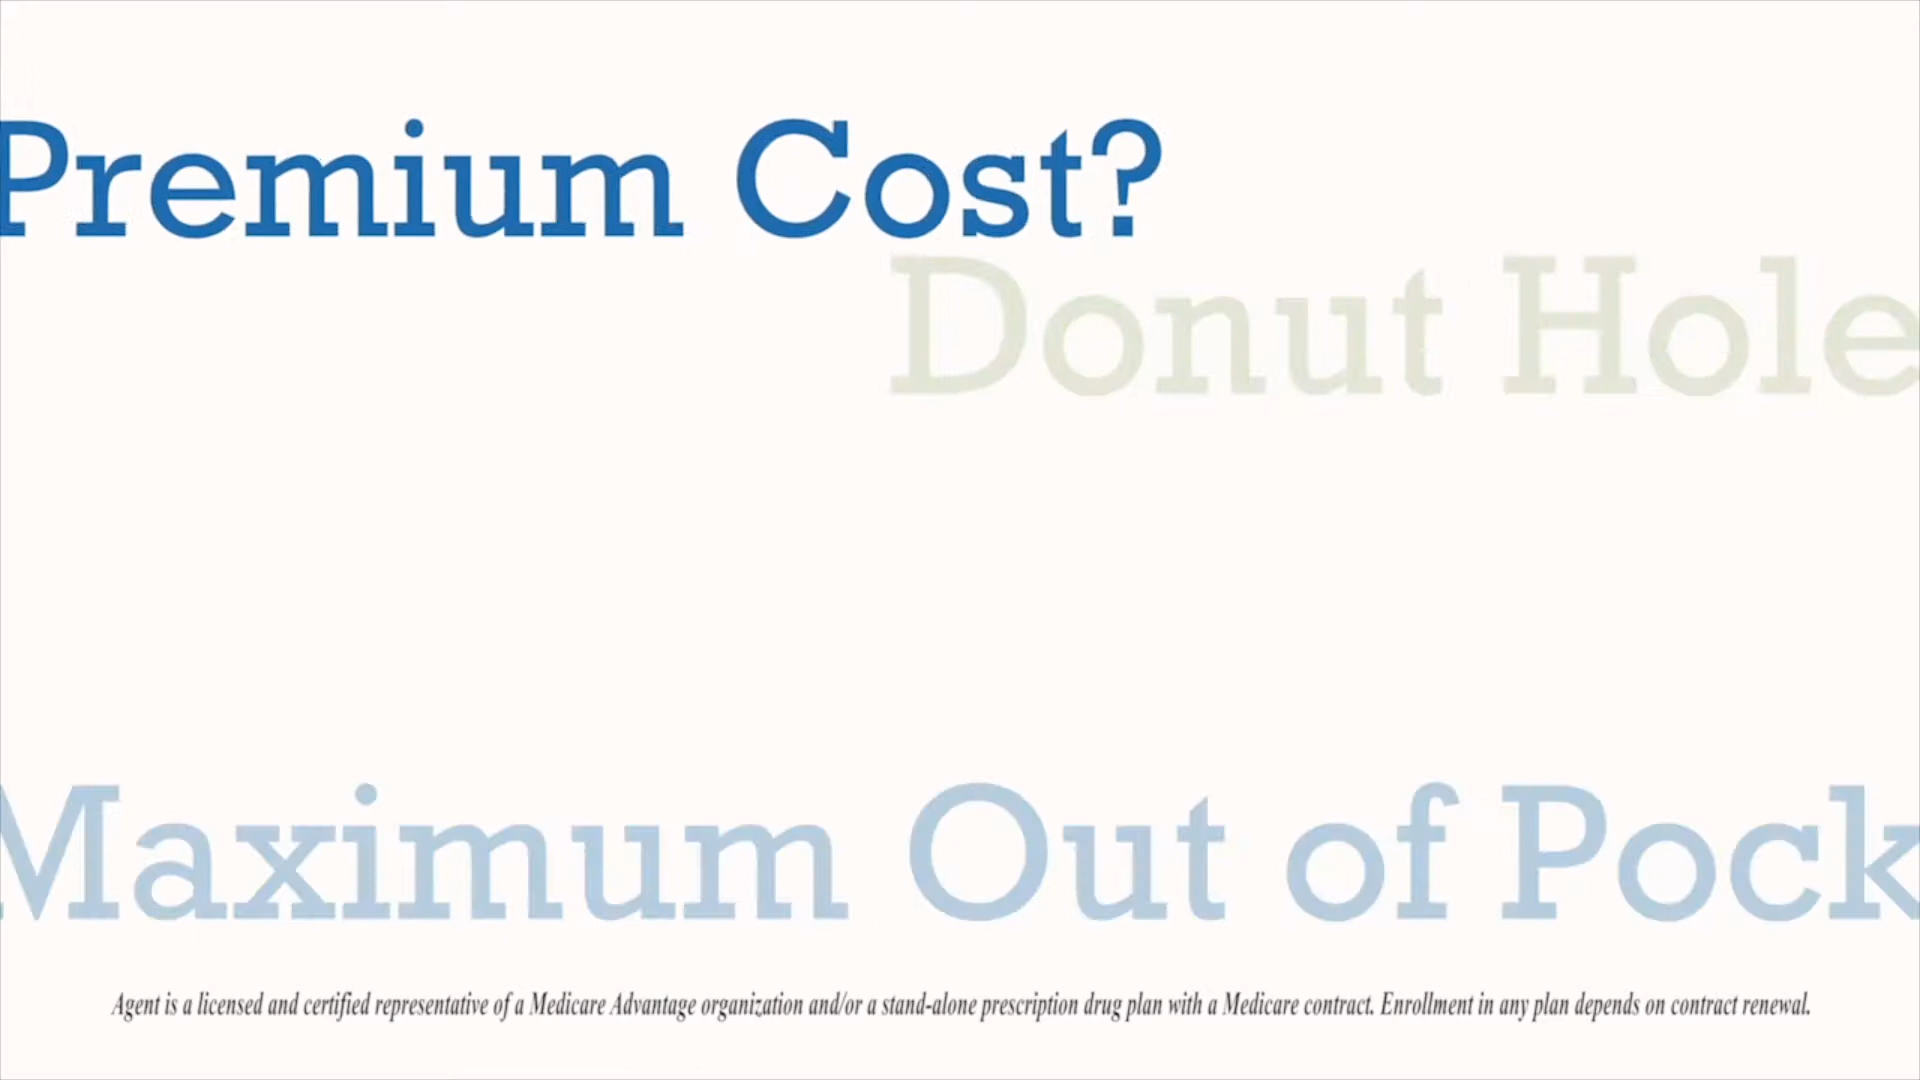 Premium Cost?
Donut Hole
Maximum Out of Pock
Agent is a licensed and certified representative of a Medicare Advantage organization and/or a stand-alone prescription drug plan with a Medicare contract. Enrollment in any plan depends on contract renewal.